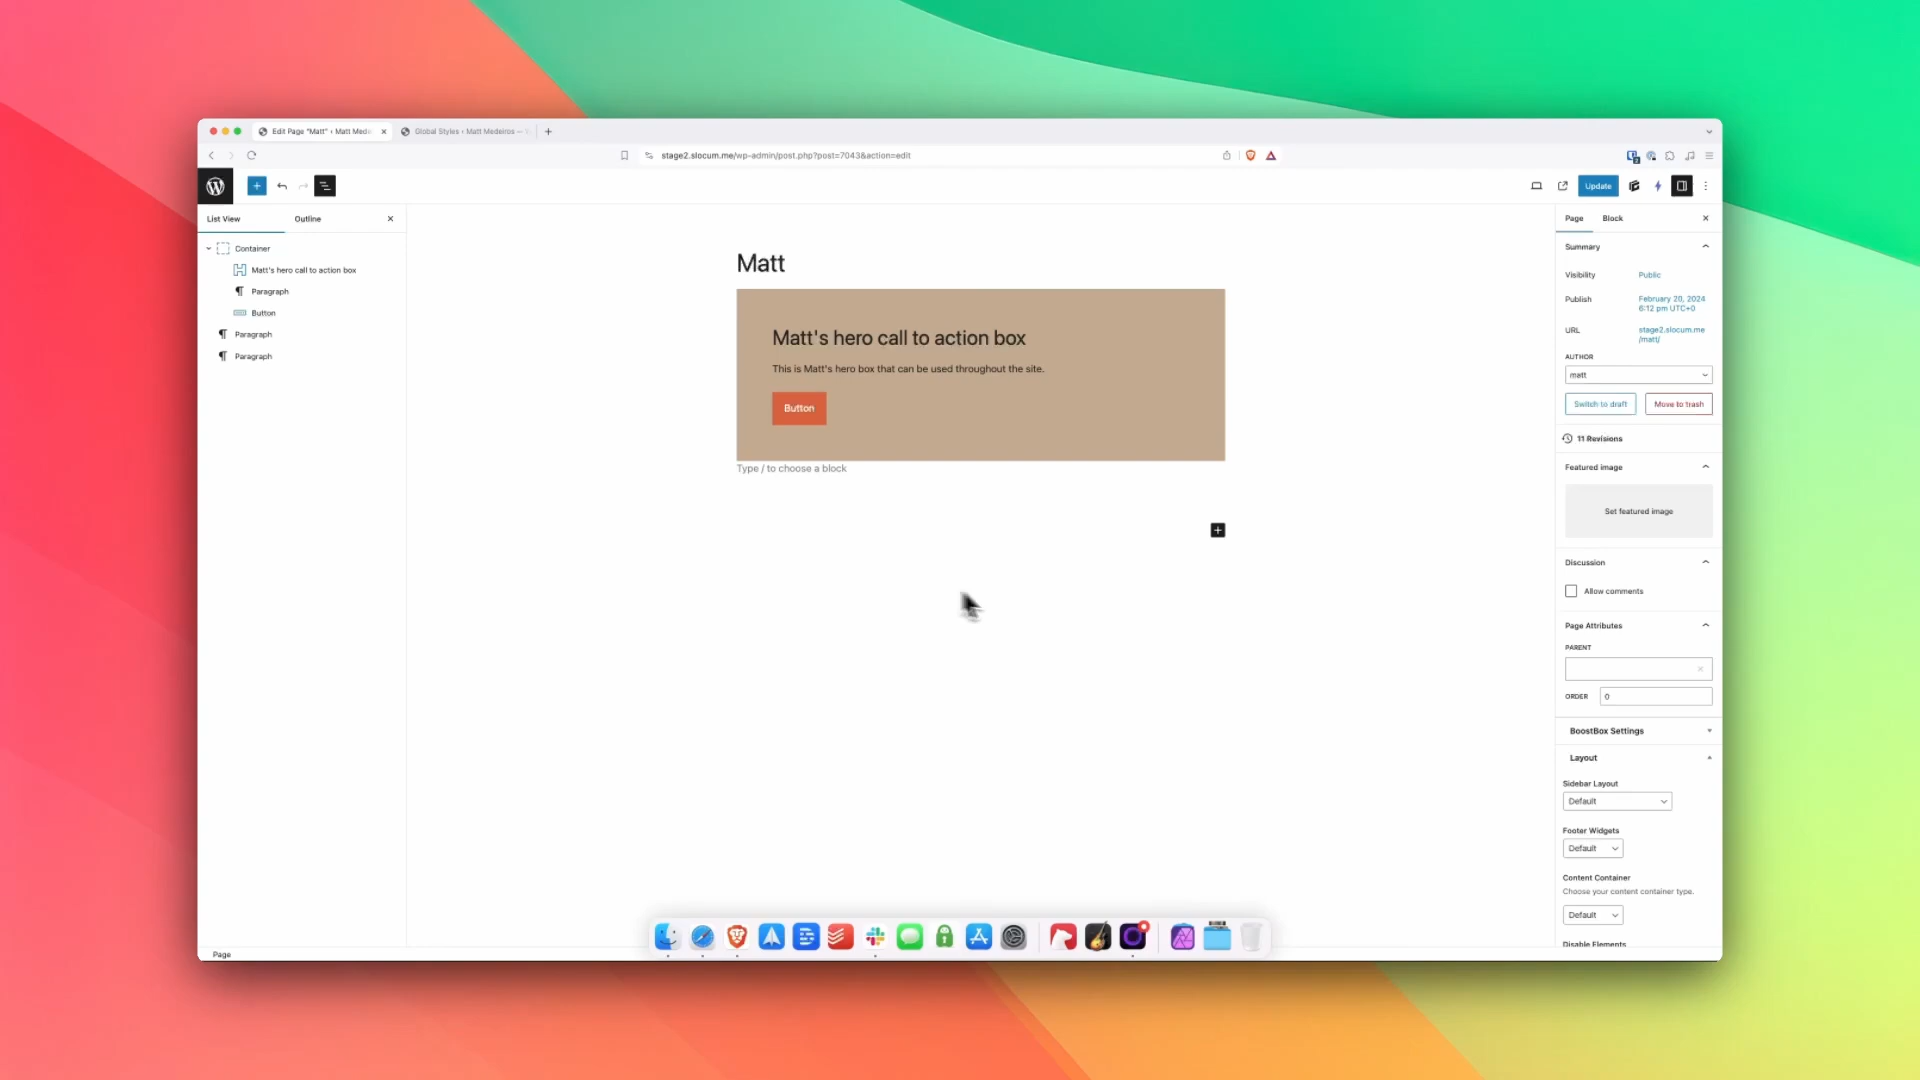 Edit Page "Matt" ‹ Matt Mede
Global Styles ‹ Matt Medeiros —
stage2.slocum.me/wp-admin/post.php?post=7043&action=edit
Update
List View
Outline
Container
Matt's hero call to action box
Paragraph
Button
Paragraph
Paragraph
Matt
Matt's hero call to action box
This is Matt's hero box that can be used throughout the site.
Button
Type / to choose a block
Page
Block
Summary
Visibility
Public
Publish
February 20, 2024
6:12 pm UTC+0
URL
stage2.slocum.me
/matt/
AUTHOR
matt
Switch to draft
Move to trash
11 Revisions
Featured image
Set featured image
Discussion
Allow comments
Page Attributes
PARENT
ORDER
0
BoostBox Settings
Layout
Sidebar Layout
Default
Footer Widgets
Default
Content Container
Choose your content container type.
Default
Disable Elements
Page